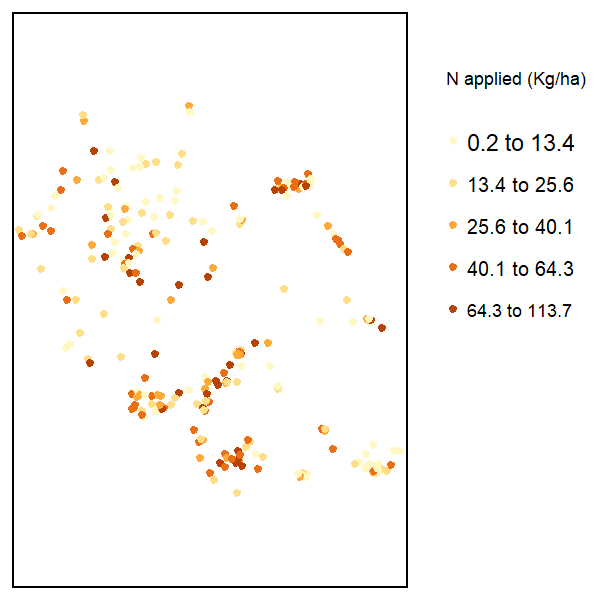 N applied (Kg/ha)
0.2 to 13.4
13.4 to 25.6
25.6 to 40.1
40.1 to 64.3
64.3 to 113.7